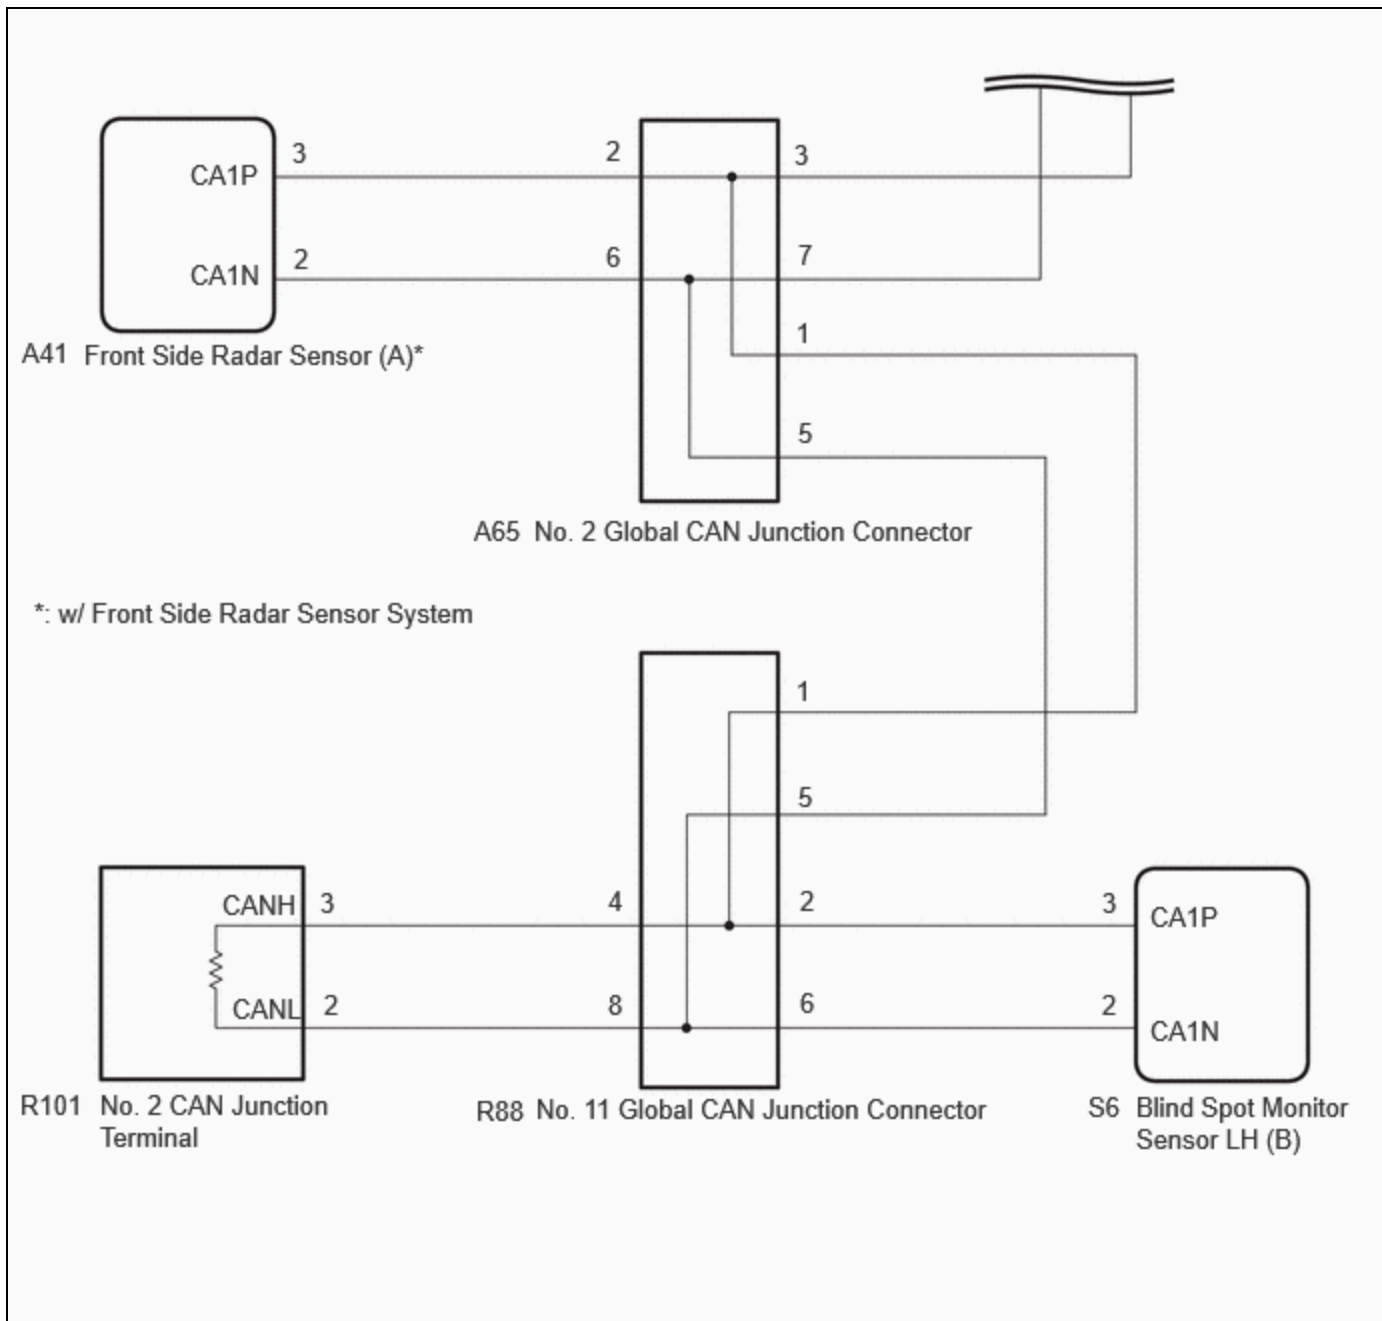 3
2
3
CA1P
2
6
7
CA1N
1
A41 Front Side Radar Sensor (A)*
5
A65 No. 2 Global CAN Junction Connector
*: w/ Front Side Radar Sensor System
1
5
CANH
3
4
2
3
CA1P
CANL
2
8
6
2
CA1N
R101 No. 2 CAN Junction
Terminal
R88 No. 11 Global CAN Junction Connector
S6 Blind Spot Monitor
Sensor LH (B)